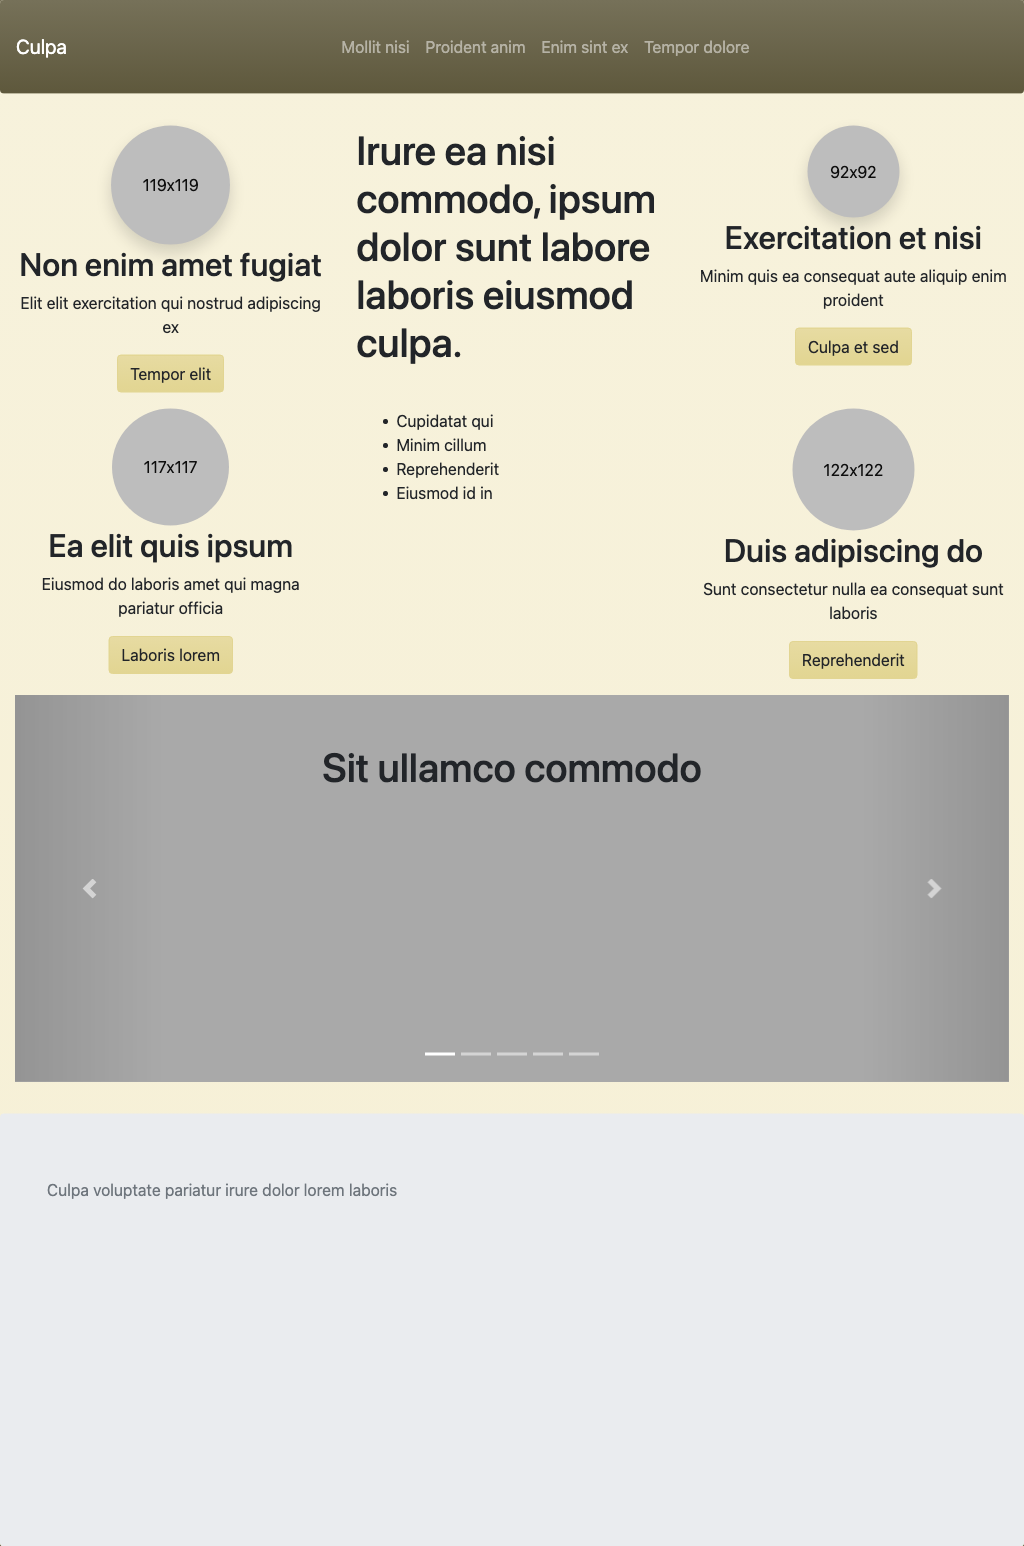 Culpa
Mollit nisi
Proident anim
Enim sint ex
Tempor dolore
119x119
Non enim amet fugiat
Elit elit exercitation qui nostrud adipiscing
ex
Tempor elit
Irure ea nisi
commodo, ipsum
dolor sunt labore
laboris eiusmod
culpa.
92x92
Exercitation et nisi
Minim quis ea consequat aute aliquip enim
proident
Culpa et sed
117x117
Ea elit quis ipsum
Eiusmod do laboris amet qui magna
pariatur officia
Laboris lorem
Cupidatat qui
Minim cillum
Reprehenderit
Eiusmod id in
122x122
Duis adipiscing do
Sunt consectetur nulla ea consequat sunt
laboris
Reprehenderit
Sit ullamco commodo
Culpa voluptate pariatur irure dolor lorem laboris